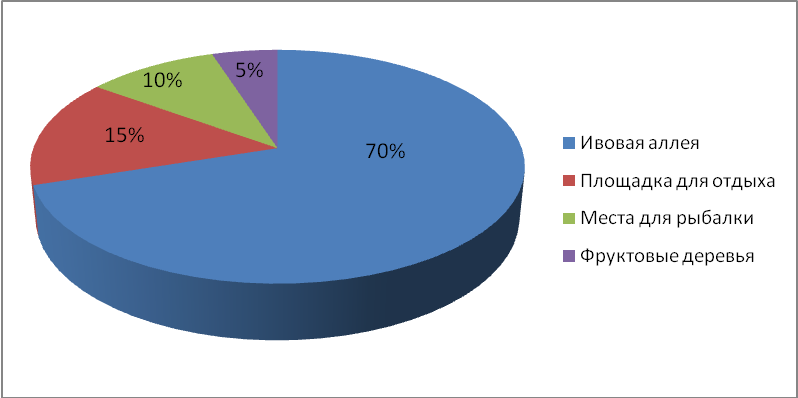 5%
10%
15%
70%
Ивовая аллея
Площадка для отдыха
Места для рыбалки
Фруктовые деревья